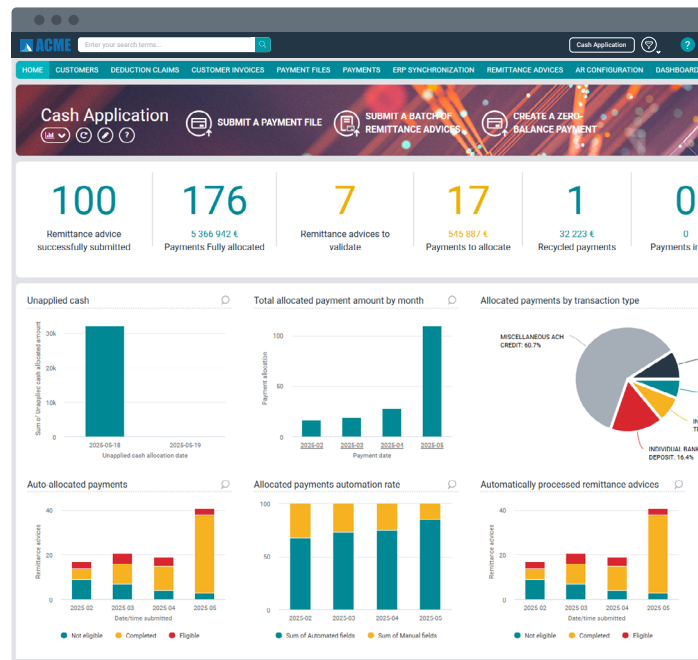 ACME
Enter your search terms...
Cash Application
?
HOME CUSTOMERS DEDUCTION CLAIMS CUSTOMER INVOICES PAYMENT FILES PAYMENTS ERP SYNCHRONIZATION REMITTANCE ADVICES AR CONFIGURATION DASHBOARD
Cash Application
?
SUBMIT A PAYMENT FILE
SUBMIT A BATCH OF
REMITTANCE ADVICES
CREATE A ZERO-
BALANCE PAYMENT
100
Remittance advice
successfully submitted
176
5 366 942 €
Payments Fully allocated
7
Remittance advices to
validate
17
545 887 €
Payments to allocate
1
32 223 €
Recycled payments
0
0
Payments in
Unapplied cash
Sum of Unapplied cash allocated amount
30k
20k
10k
0
2025-05-18 2025-05-19
Unapplied cash allocation date
Total allocated payment amount by month
Payment allocation
100
50
0
2025-02 2025-03 2025-04 2025-05
Payment date
Allocated payments by transaction type
MISCELLANEOUS ACH
CREDIT: 60.7%
IN
INDIVIDUAL BANK
DEPOSIT: 16.4%
Auto-allocated payments
Remittance advices
40
20
0
2025-02 2025-03 2025-04 2025-05
Date/time submitted
Not eligible Completed Eligible
Allocated payments automation rate
100
50
0
2025-02 2025-03 2025-04 2025-05
Sum of Automated fields Sum of Manual fields
Automatically processed remittance advices
Remittance advices
40
20
0
2025-02 2025-03 2025-04 2025-05
Date/time submitted
Not eligible Completed Eligible